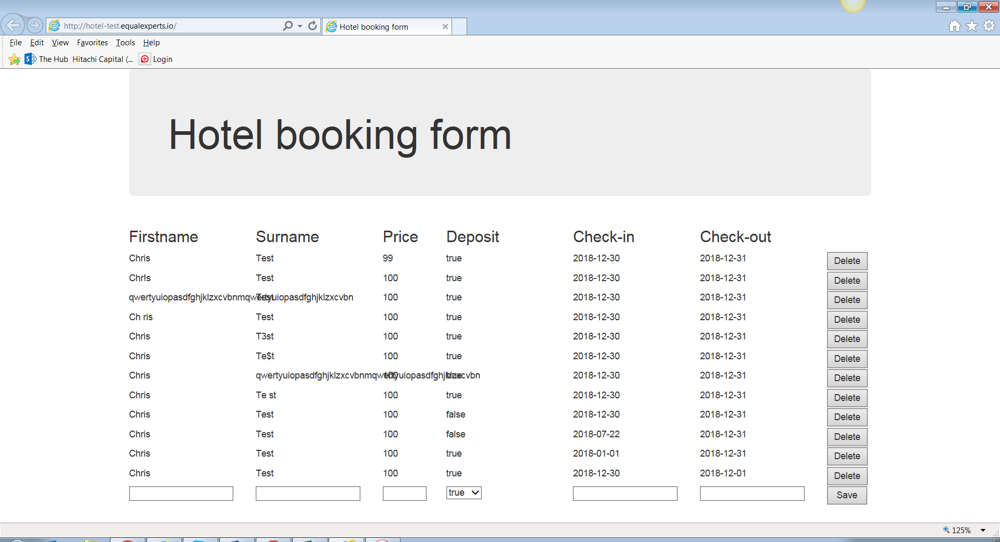 http://hotel-test.equalexperts.io/ Hotel booking form
File Edit View Favorites Tools Help
The Hub Hitachi Capital (... Login
Hotel booking form
Firstname Surname Price Deposit Check-in Check-out
Chris Test 99 true 2018-12-30 2018-12-31 Delete
Chr!s Test 100 true 2018-12-30 2018-12-31 Delete
qwertyuiopasdfghjklzxcvbnmqwertyuiopasdfghjklzxcvbn Test 100 true 2018-12-30 2018-12-31 Delete
Ch ris Test 100 true 2018-12-30 2018-12-31 Delete
Chris T3st 100 true 2018-12-30 2018-12-31 Delete
Chris Te$t 100 true 2018-12-30 2018-12-31 Delete
Chris qwertyuiopasdfghjklzxcvbnmqwertyuiopasdfghjklzxcvbn 100 true 2018-12-30 2018-12-31 Delete
Chris Te st 100 true 2018-12-30 2018-12-31 Delete
Chris Test 100 false 2018-12-30 2018-12-31 Delete
Chris Test 100 false 2018-07-22 2018-12-31 Delete
Chris Test 100 true 2018-01-01 2018-12-31 Delete
Chris Test 100 true 2018-12-30 2018-12-01 Delete
true Save
125%